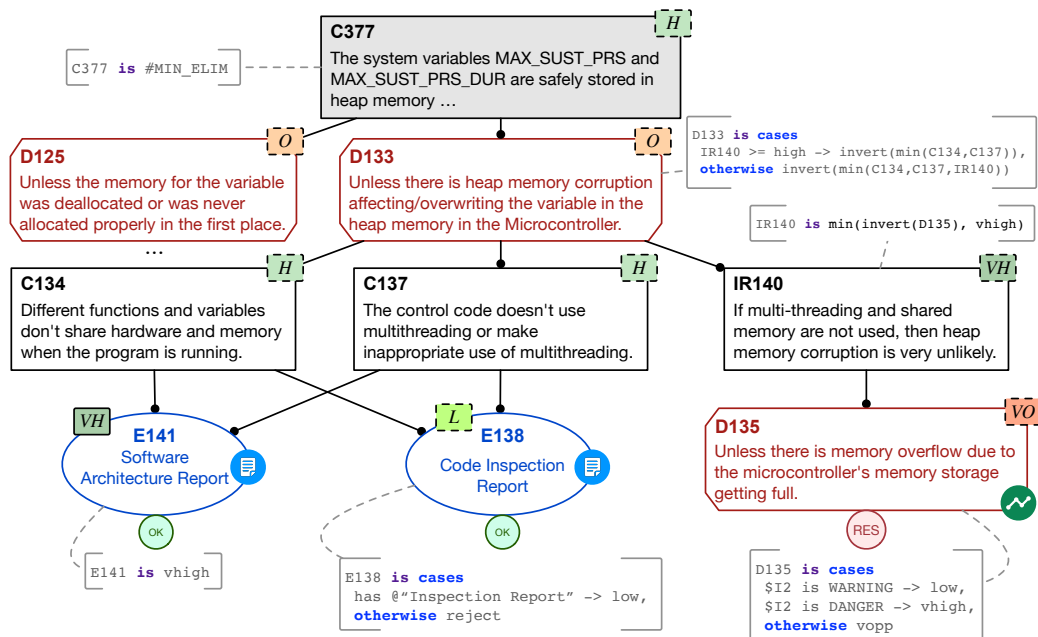 H
C377
The system variables MAX_SUST_PRS and
MAX_SUST_PRS_DUR are safely stored in
heap memory ...
C377 is #MIN_ELIM
O
D125
Unless the memory for the variable
was deallocated or was never
allocated properly in the first place.
...
O
D133
Unless there is heap memory corruption
affecting/overwriting the variable in the
heap memory in the Microcontroller.
D133 is cases
IR140 >= high -> invert(min(C134,C137)),
otherwise invert(min(C134,C137,IR140))
IR140 is min(invert(D135), vhigh)
H
C134
Different functions and variables
don't share hardware and memory
when the program is running.
H
C137
The control code doesn't use
multithreading or make
inappropriate use of multithreading.
VH
IR140
If multi-threading and shared
memory are not used, then heap
memory corruption is very unlikely.
VH
E141
Software
Architecture Report
OK
E141 is vhigh
L
E138
Code Inspection
Report
OK
E138 is cases
has @“Inspection Report” -> low,
otherwise reject
VO
D135
Unless there is memory overflow due to
the microcontroller's memory storage
getting full.
RES
D135 is cases
$I2 is WARNING -> low,
$I2 is DANGER -> vhigh,
otherwise vopp